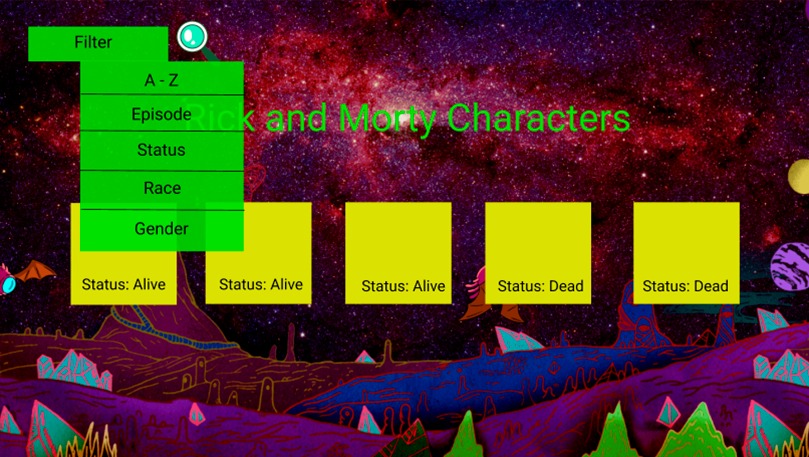 Filter
A - Z
Episode
Status
Race
Gender
Rick and Morty Characters
Status: Alive
Status: Alive
Status: Alive
Status: Dead
Status: Dead